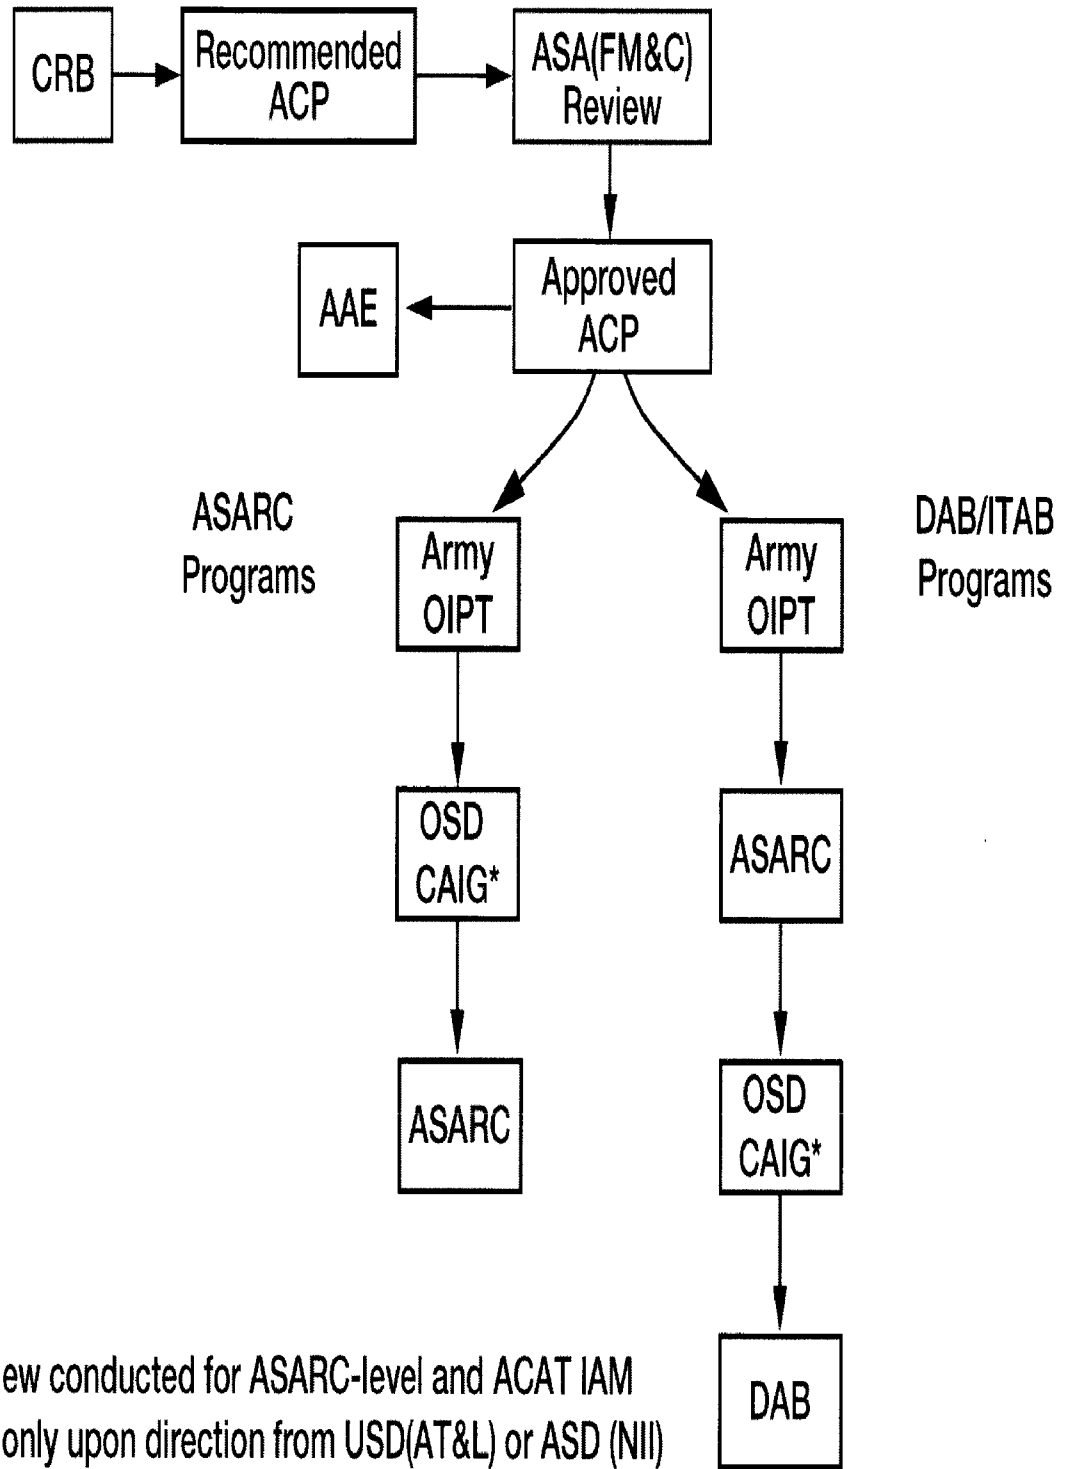 CRB
Recommended
ACP
ASA(FM&C)
Review
AAE
Approved
ACP
ASARC
Programs
Army
OIPT
Army
OIPT
DAB/ITAB
Programs
OSD
CAIG*
ASARC
ASARC
OSD
CAIG*
DAB
ew conducted for ASARC-level and ACAT IAM
only upon direction from USD(AT&L) or ASD (NII)